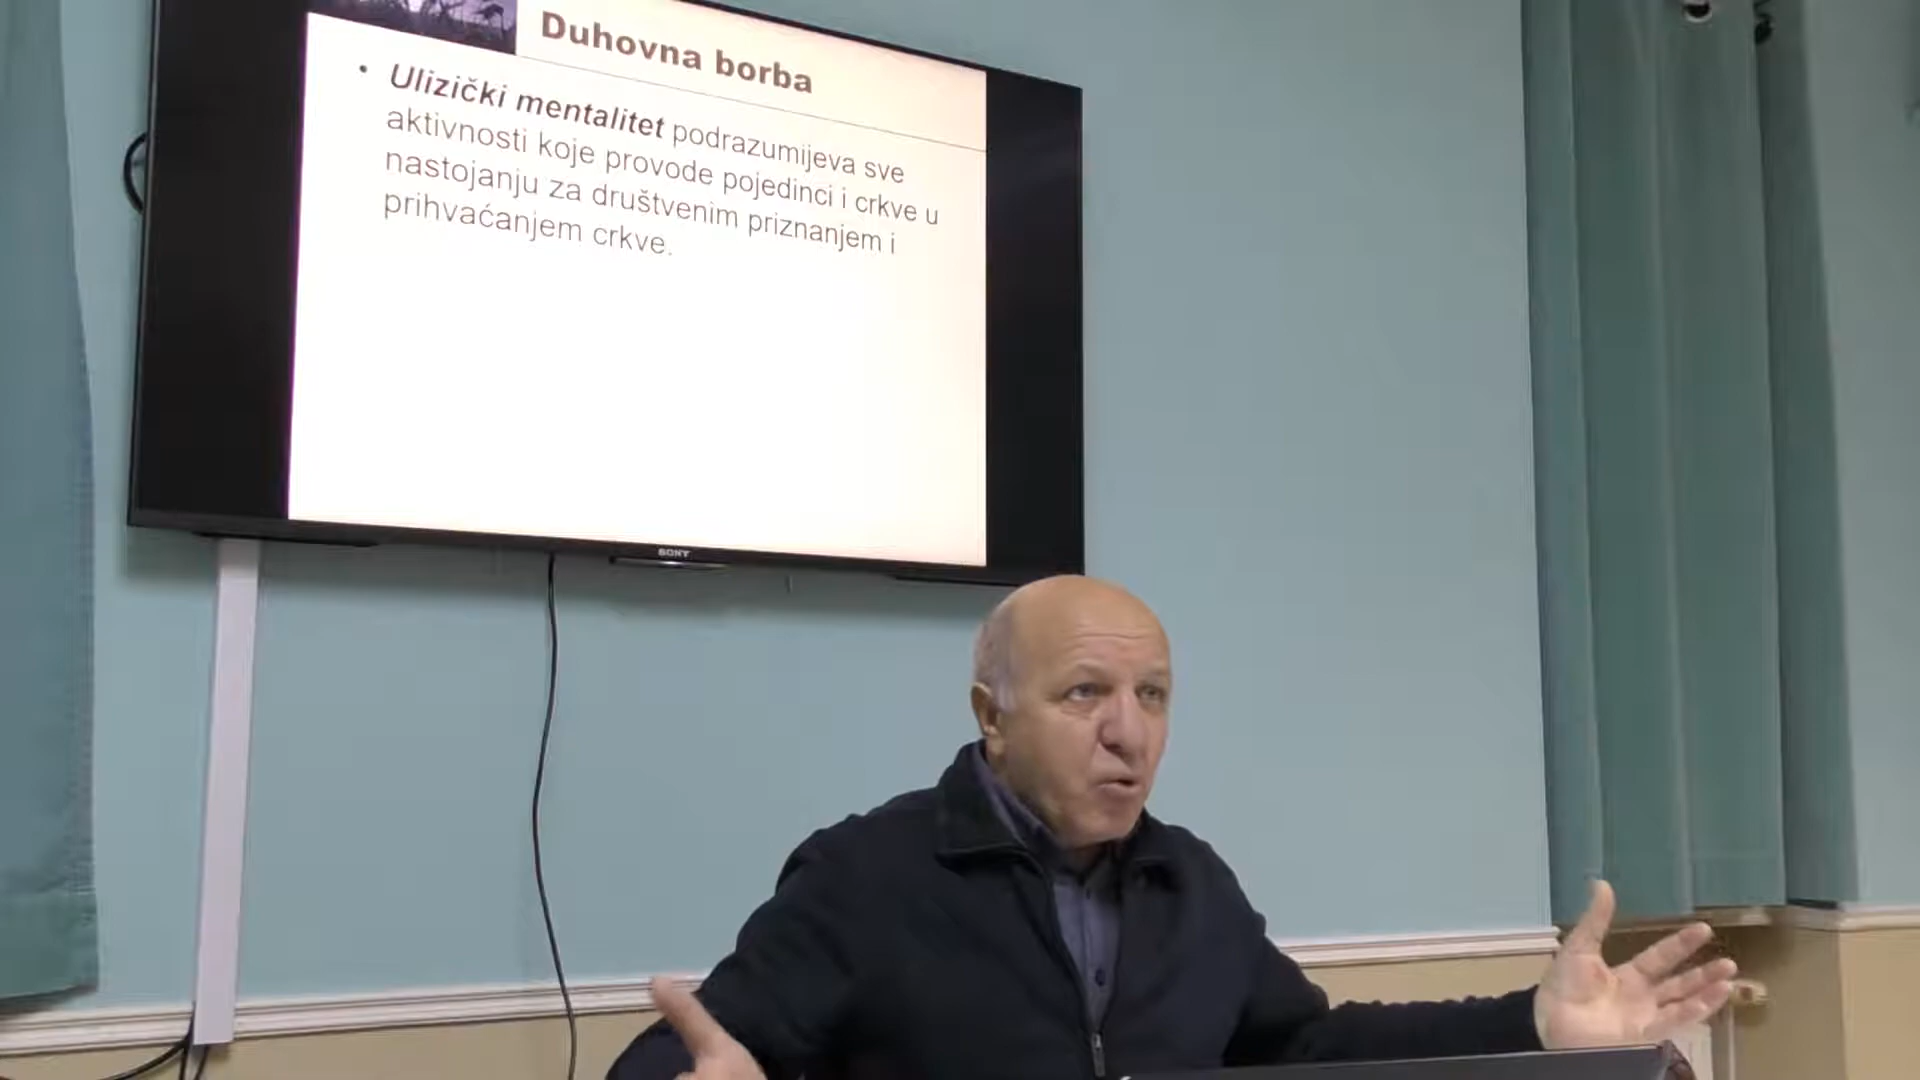 Duhovna borba
• Ulizički mentalitet podrazumijeva sve
aktivnosti koje provode pojedinci i crkve u
nastojanju za društvenim priznanjem i
prihvaćanjem crkve.
SONY